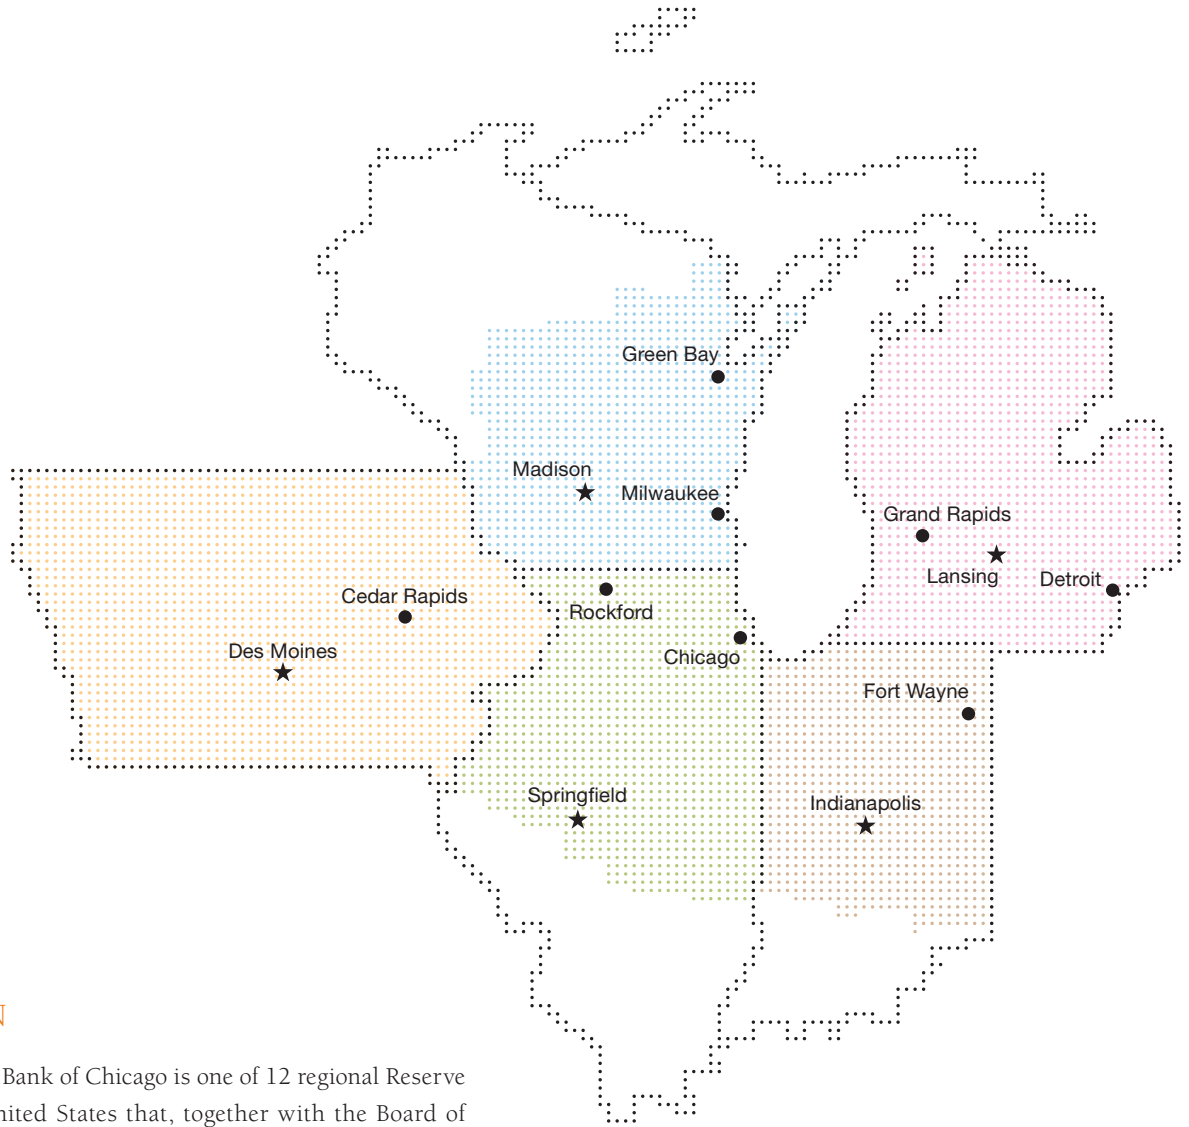 Green Bay
Madison
Milwaukee
Grand Rapids
Lansing
Detroit
Cedar Rapids
Rockford
Des Moines
Chicago
Fort Wayne
Springfield
Indianapolis
N
Bank of Chicago is one of 12 regional Reserve
nited States that, together with the Board of